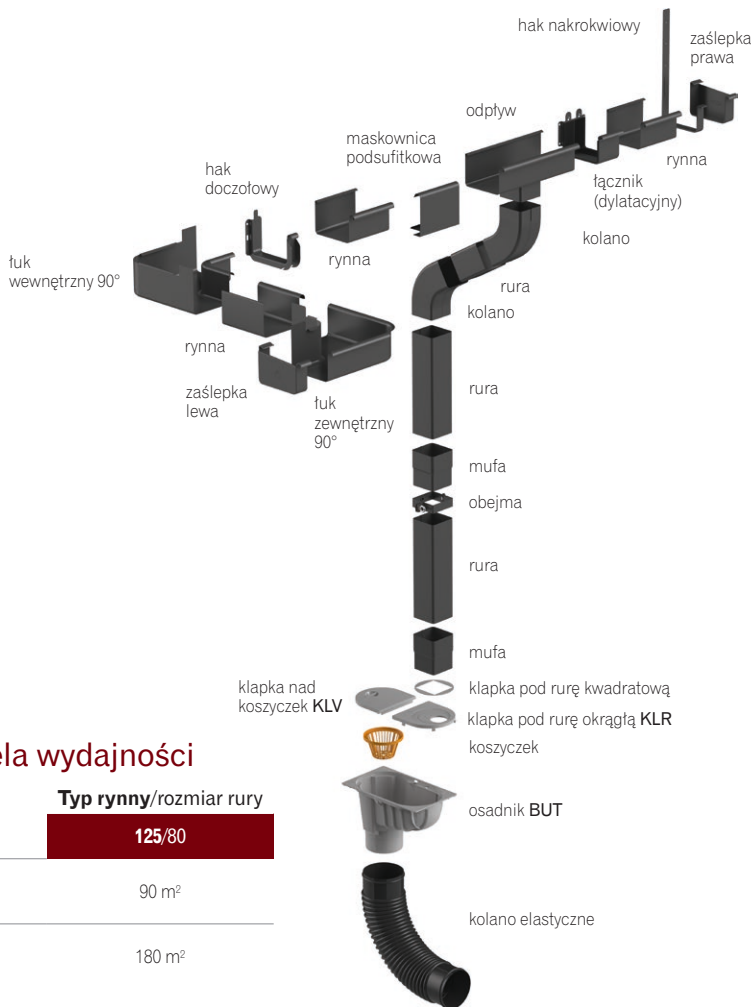 hak nakrokwiowy
zaślepka
prawa
odpływ
maskownica
podsufitkowa
hak
doczołowy
rynna
łącznik
(dylatacyjny)
kolano
łuk
wewnętrzny 90°
rynna
rura
kolano
rynna
zaślepka
lewa
łuk
zewnętrzny
90°
rura
mufa
obejma
rura
mufa
klapka nad
koszyczek KLV
klapka pod rurę kwadratową
klapka pod rurę okrągłą KLR
koszyczek
osadnik BUT
kolano elastyczne
ela wydajności
Typ rynny/rozmiar rury
125/80
90 m²
180 m²